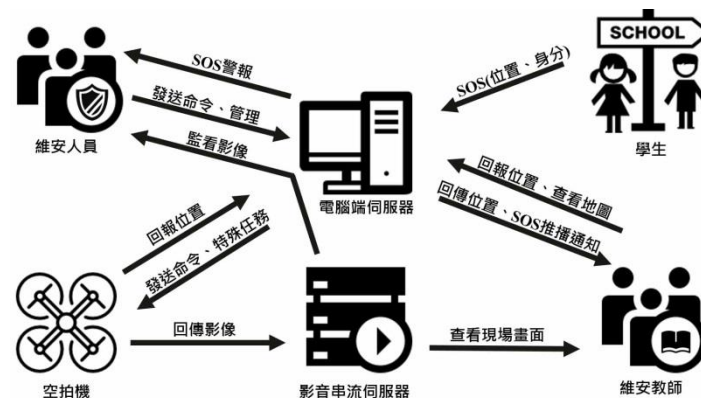 SCHOOL
SOS警報
SOS(位置、身分)
發送命令、管理
維安人員
監看影像
學生
電腦端伺服器
回報位置、查看地圖
回傳位置、SOS推播通知
回報位置
發送命令、特殊任務
回傳影像
查看現場畫面
空拍機
影音串流伺服器
維安教師